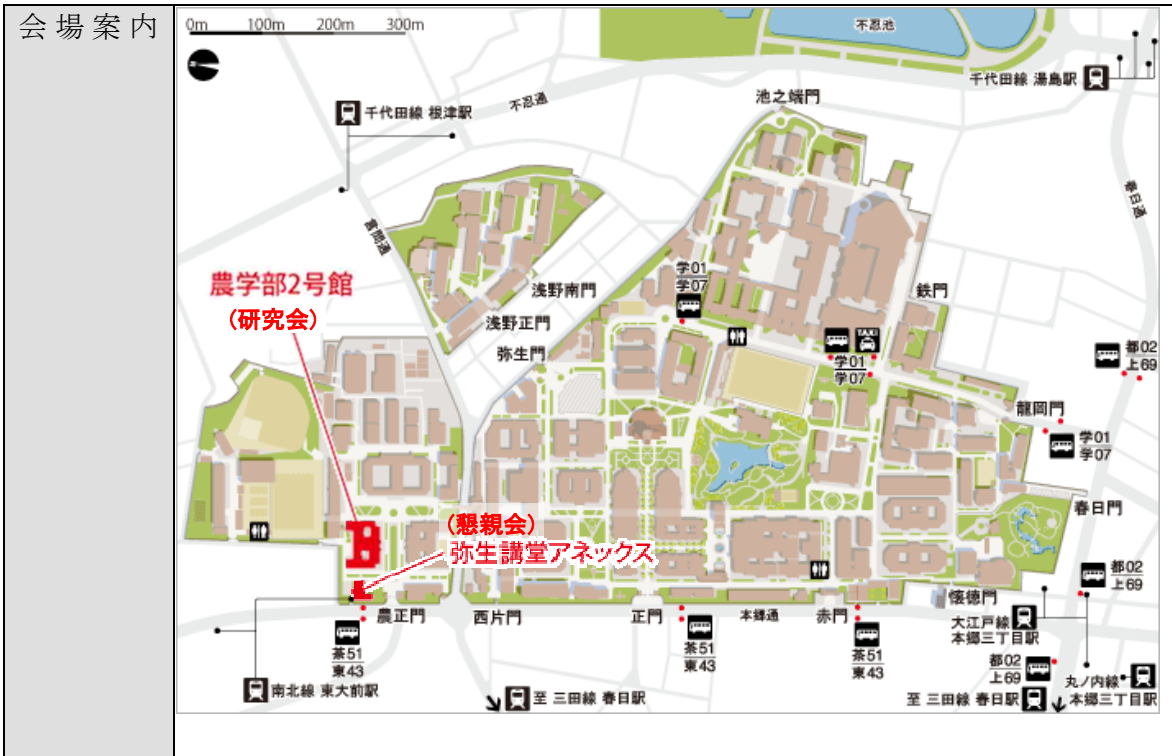 会場案内
0m 100m 200m 300m
不忍池
千代田線 湯島駅
池之端門
千代田線 根津駅
不忍通
春日通
言問通
農学部2号館
(研究会)
浅野南門
浅野正門
弥生門
学01
学07
鉄門
TAXI
学01
学07
都02
上69
龍岡門
学01
学07
春日門
(懇親会)
弥生講堂アネックス
都02
上69
懐徳門
大江戸線
本郷三丁目駅
農正門
西片門
正門
本郷通
赤門
茶51
東43
茶51
東43
茶51
東43
都02
上69
丸ノ内線
本郷三丁目駅
南北線 東大前駅
至 三田線 春日駅
至 三田線 春日駅